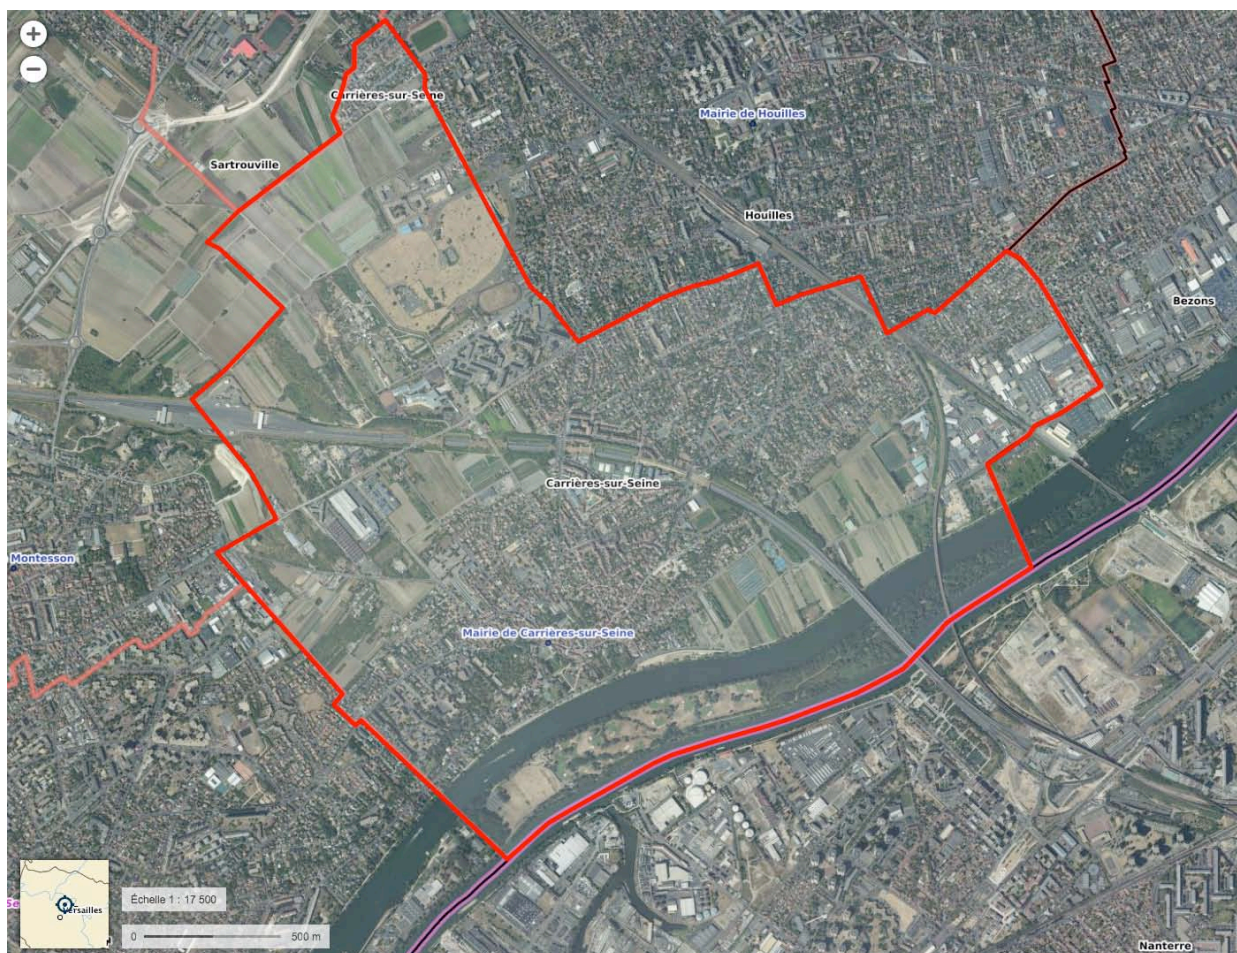 +
Carrières-sur-Seine
Mairie de Houilles
Sartrouville
Houilles
Bezons
Carrières-sur-Seine
Montesson
Mairie de Carrières-sur-Seine
Versailles
Échelle 1 : 17 500
0 500 m
Nanterre